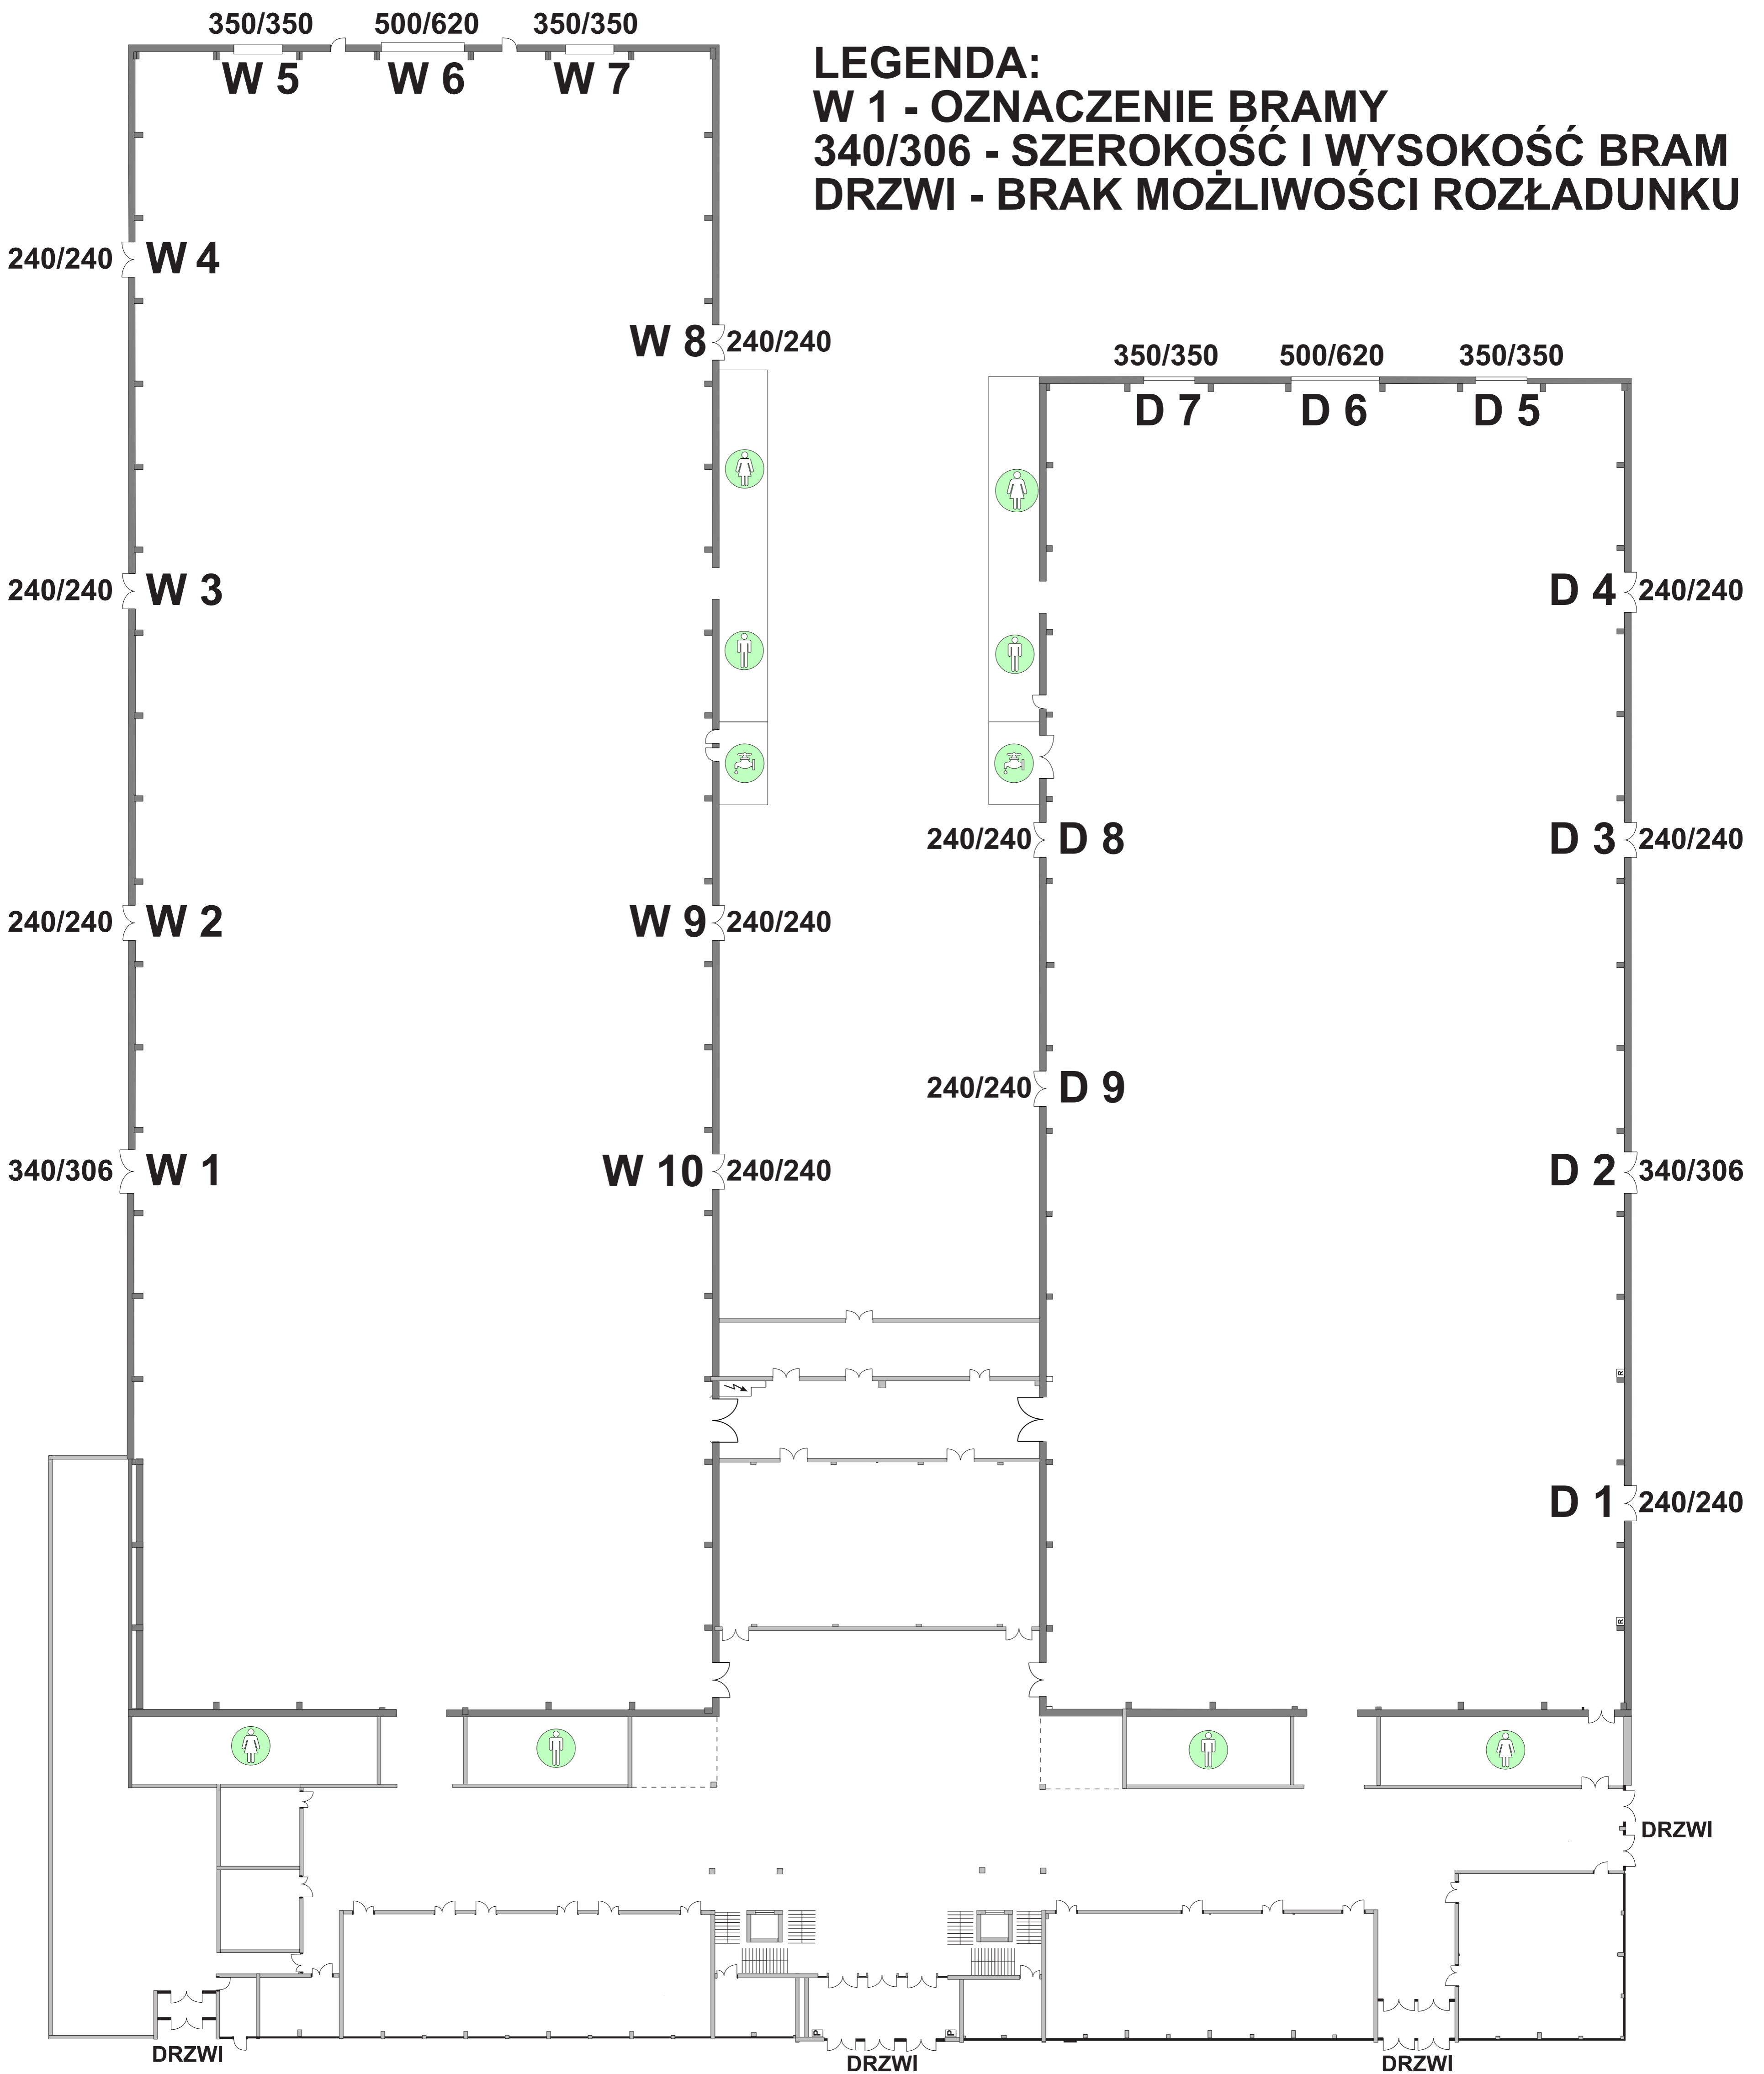 350/350 500/620 350/350
W 5 W 6 W 7
LEGENDA:
W 1 - OZNACZENIE BRAMY
340/306 - SZEROKOŚĆ I WYSOKOŚĆ BRAM
DRZWI - BRAK MOŻLIWOŚCI ROZŁADUNKU
240/240 W 4
W 8 240/240
350/350 500/620 350/350
D 7 D 6 D 5
240/240 W 3
D 4 240/240
240/240 D 8
D 3 240/240
240/240 W 2
W 9 240/240
240/240 D 9
340/306 W 1
W 10 240/240
D 2 340/306
R
D 1 240/240
R
DRZWI
P P
DRZWI
DRZWI
DRZWI